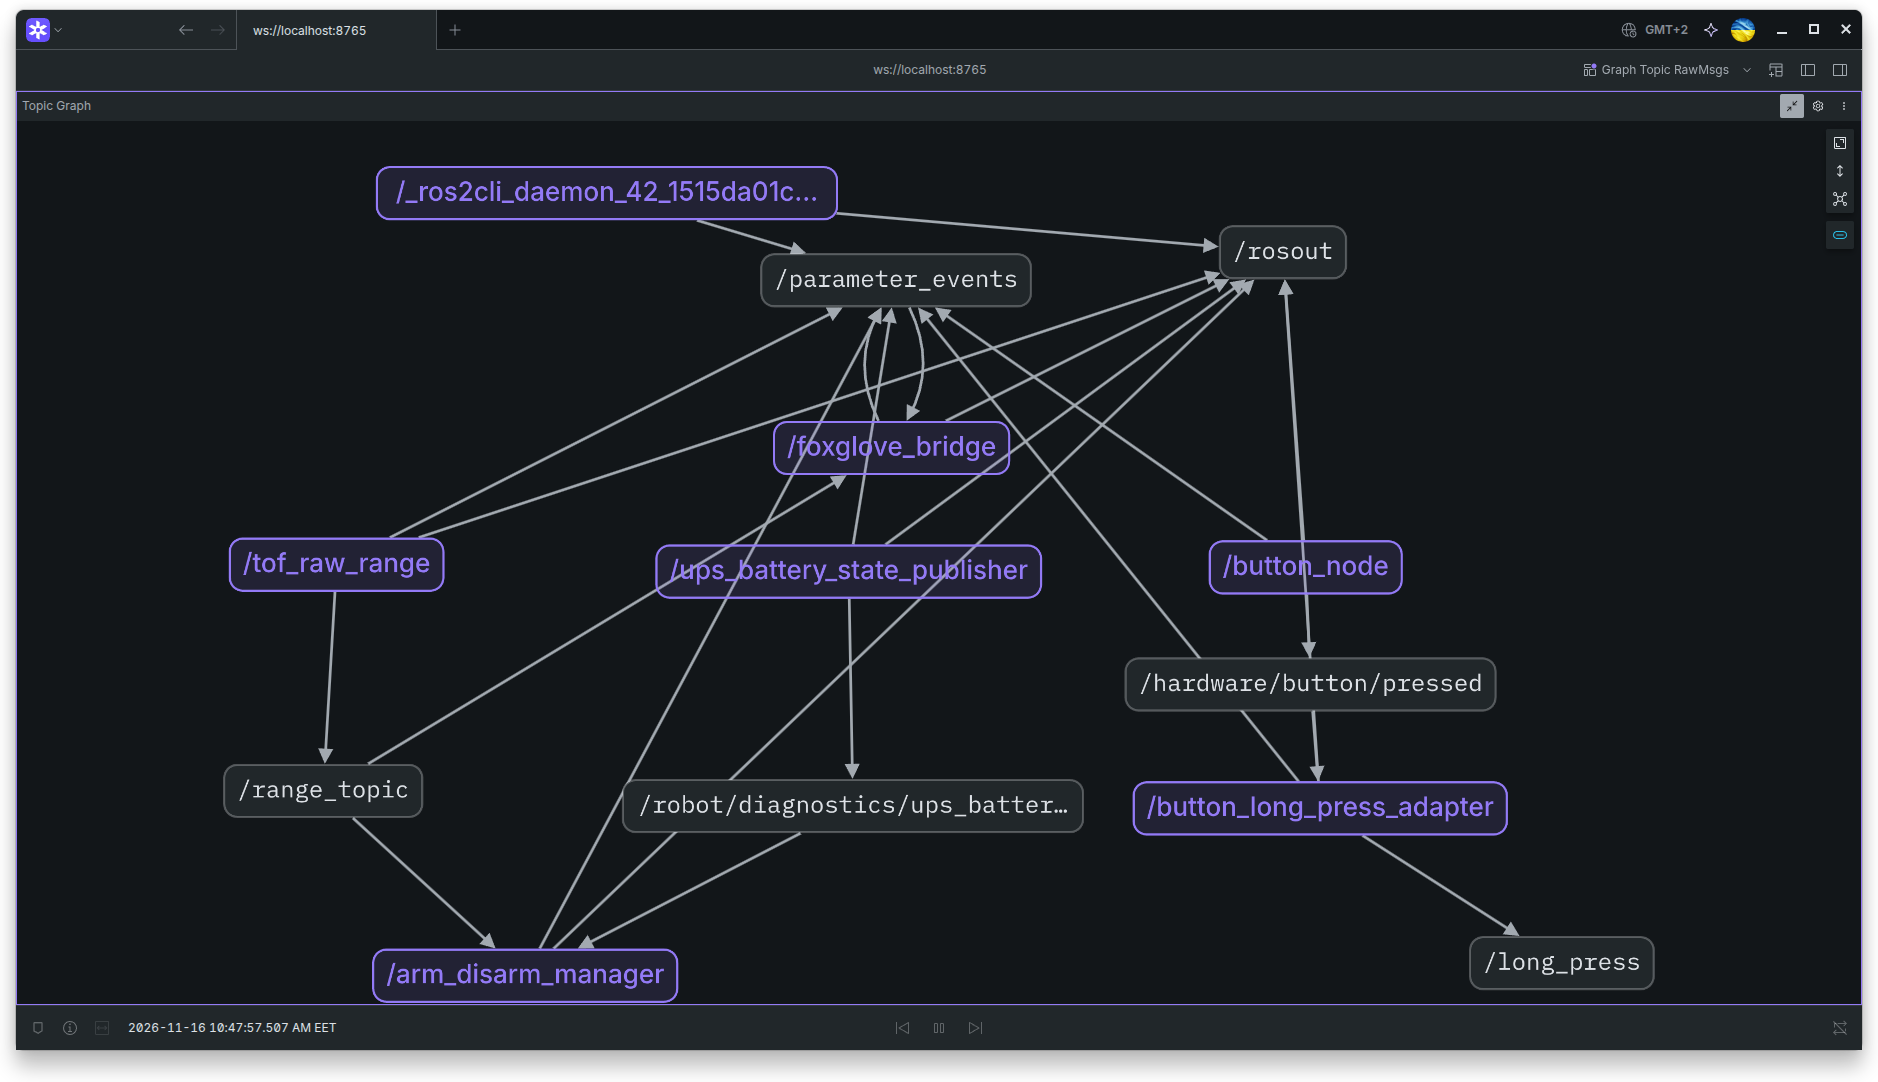 ws://localhost:8765
GMT+2
ws://localhost:8765
Graph Topic RawMsgs
Topic Graph
/_ros2cli_daemon_42_1515da01c...
/rosout
/parameter_events
/foxglove_bridge
/tof_raw_range
/ups_battery_state_publisher
/button_node
/hardware/button/pressed
/range_topic
/robot/diagnostics/ups_batter…
/button_long_press_adapter
/long_press
/arm_disarm_manager
2026-11-16 10:47:57.507 AM EET